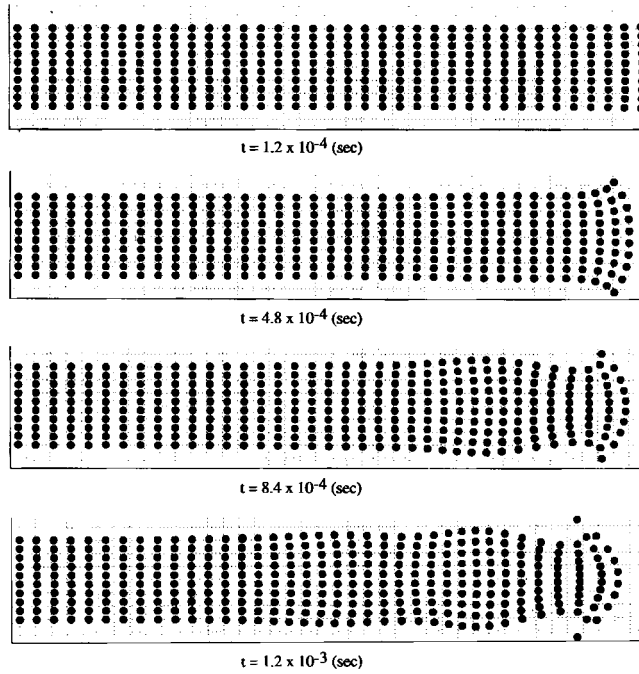 t = 1.2 x 10⁻⁴ (sec)
t = 4.8 x 10⁻⁴ (sec)
t = 8.4 x 10⁻⁴ (sec)
t = 1.2 x 10⁻³ (sec)